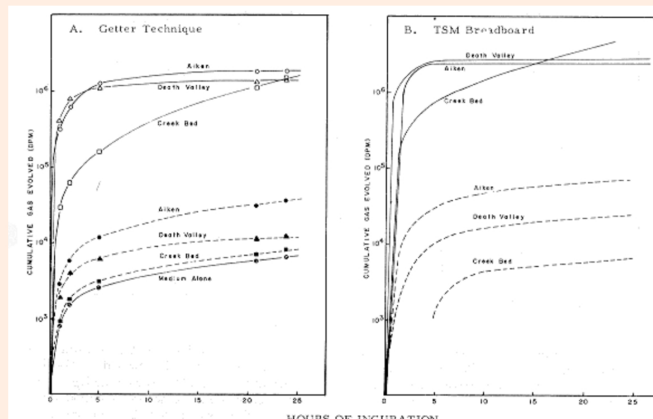 A. Getter Technique
Aiken
Death Valley
Creek Bed
Aiken
Death Valley
Creek Bed
Medium Alone
CUMULATIVE GAS EVOLVED (DPM)
10⁶
10⁵
10⁴
10³
0 5 10 15 20 25
B. TSM Breadboard
Death Valley
Aiken
Creek Bed
Aiken
Death Valley
Creek Bed
CUMULATIVE GAS EVOLVED (DPM)
10⁶
10⁵
10⁴
10³
0 5 10 15 20 25
HOURS OF INCUBATION